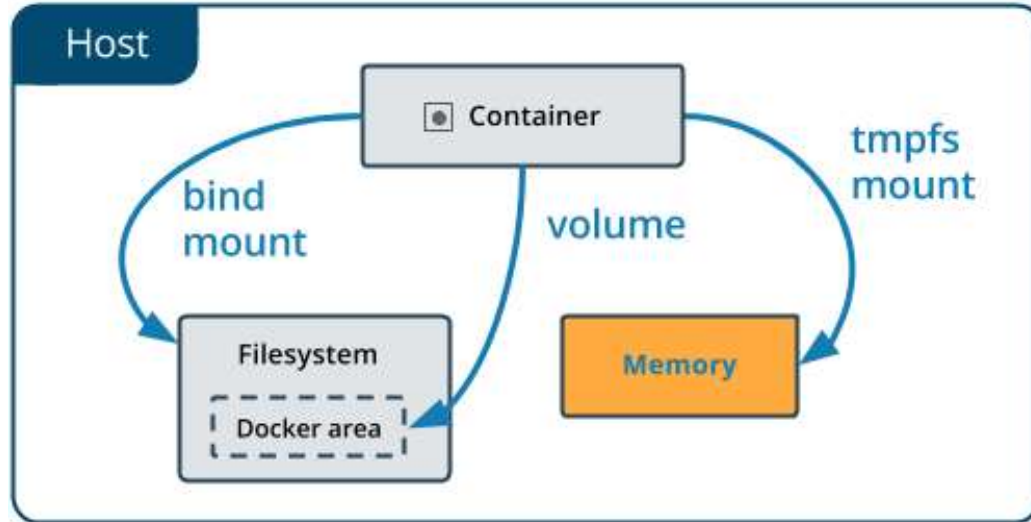 Host
Container
bind
mount
volume
tmpfs
mount
Filesystem
Docker area
Memory